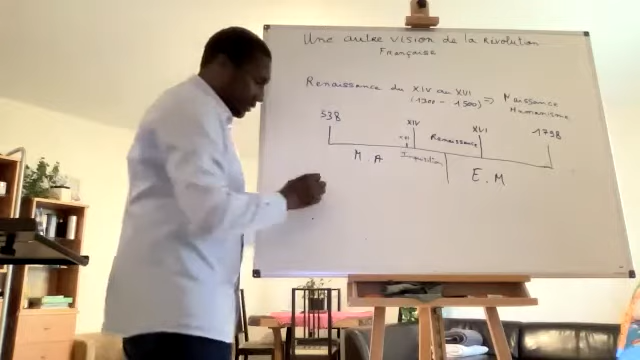 Une autre vision de la Révolution
Française
Renaissance du XIV au XVI
(1300 - 1500) => Naissance
Humanisme
538
XIV
XVI
1798
Renaissance
M. A
Inquisition
E. M